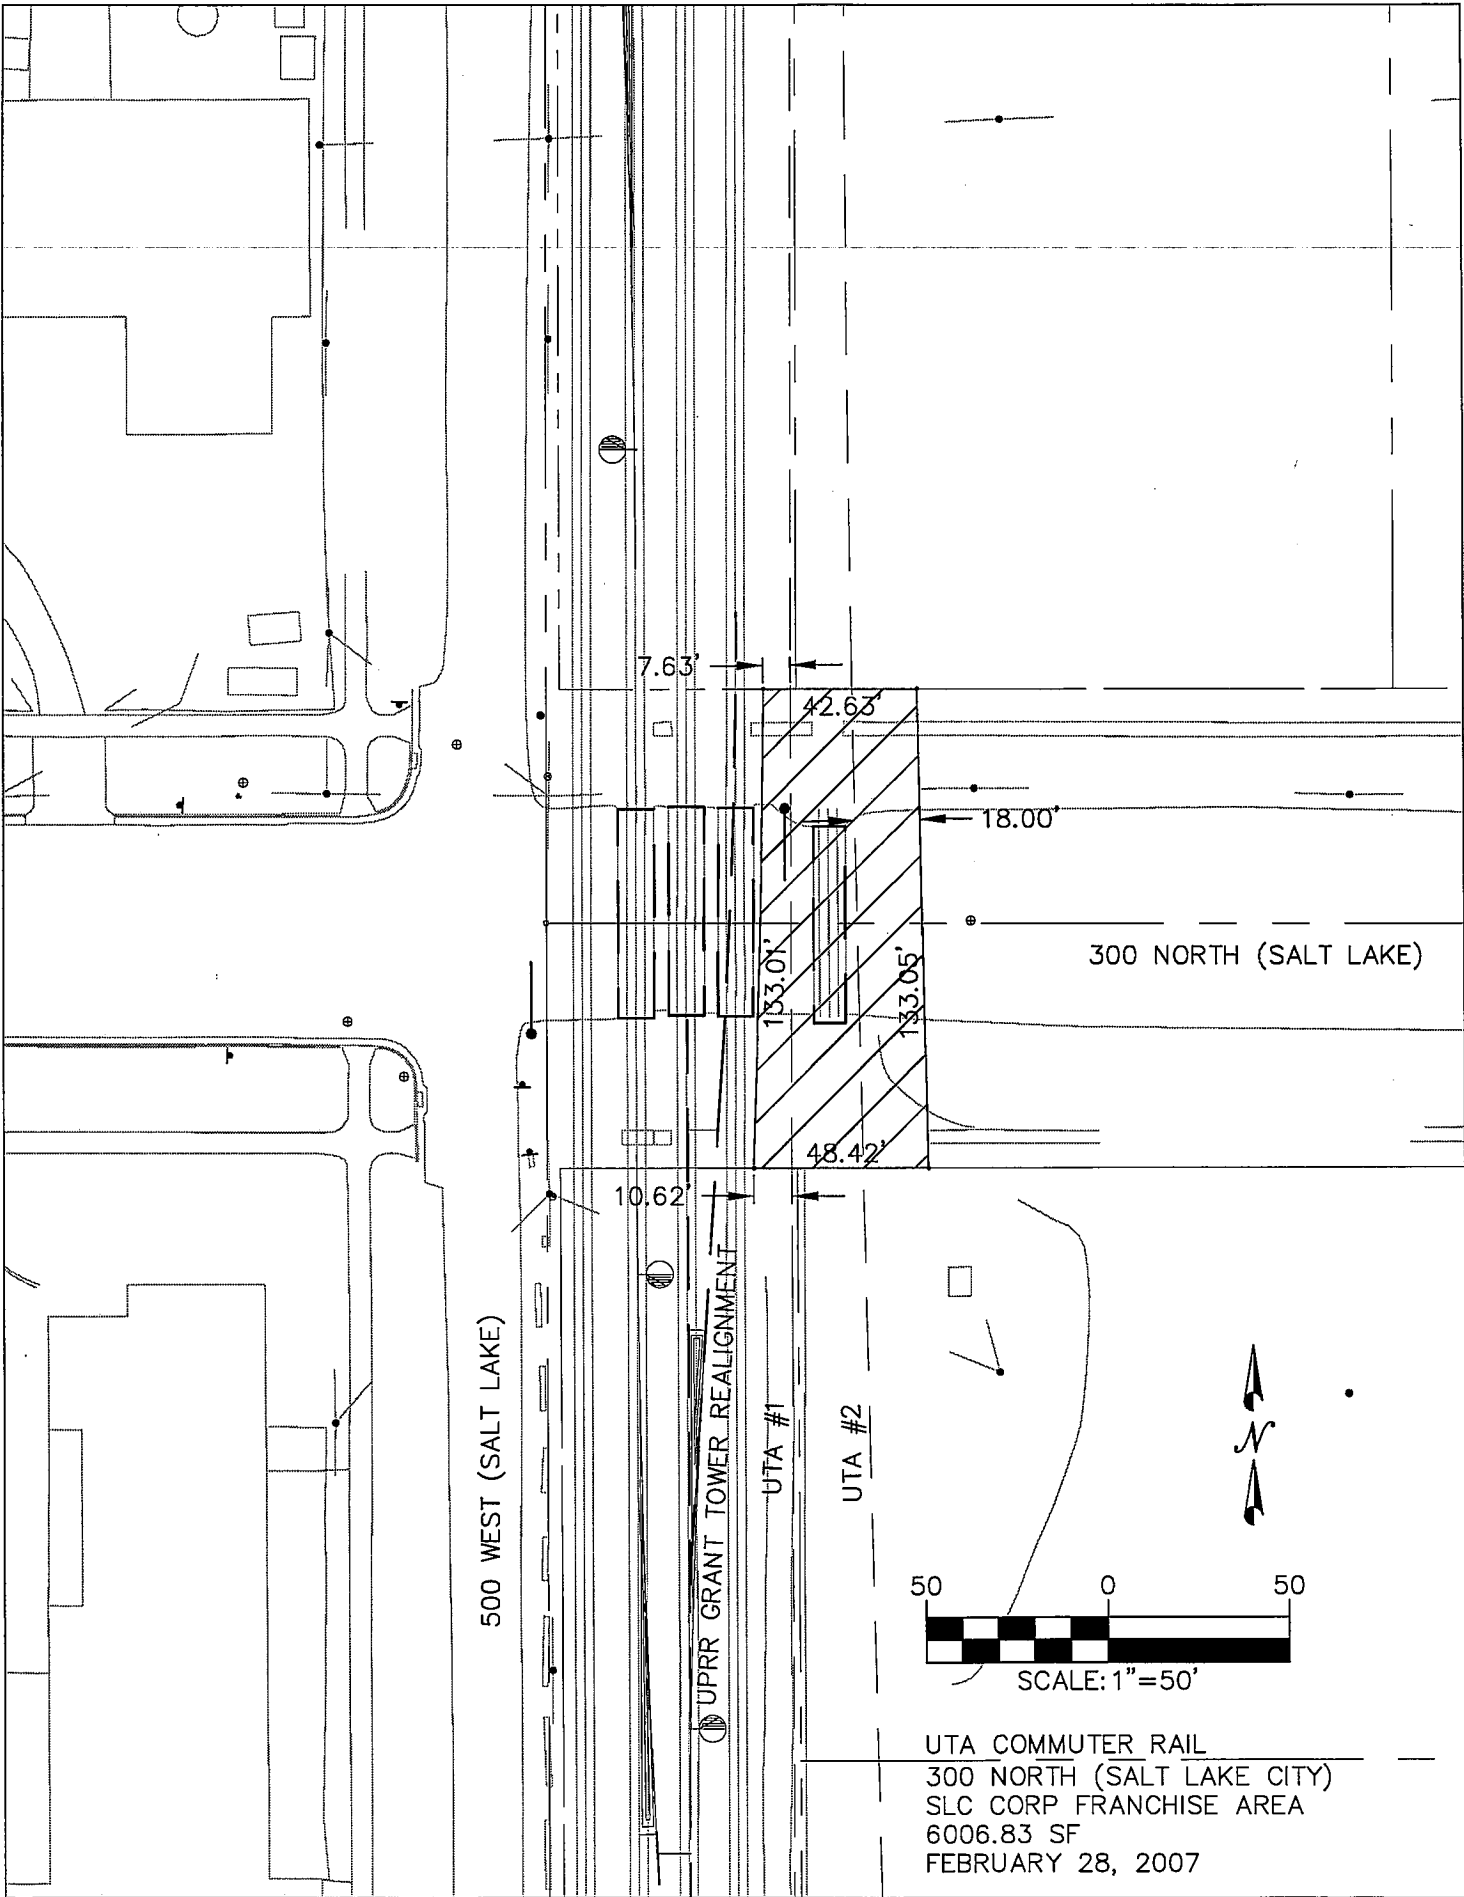 7.63'
42.63'
18.00'
133.01'
133.05'
300 NORTH (SALT LAKE)
48.42'
10.62'
500 WEST (SALT LAKE)
UPRR GRANT TOWER REALIGNMENT
UTA #1
UTA #2
N
50 0 50
SCALE: 1"=50'
UTA COMMUTER RAIL
300 NORTH (SALT LAKE CITY)
SLC CORP FRANCHISE AREA
6006.83 SF
FEBRUARY 28, 2007